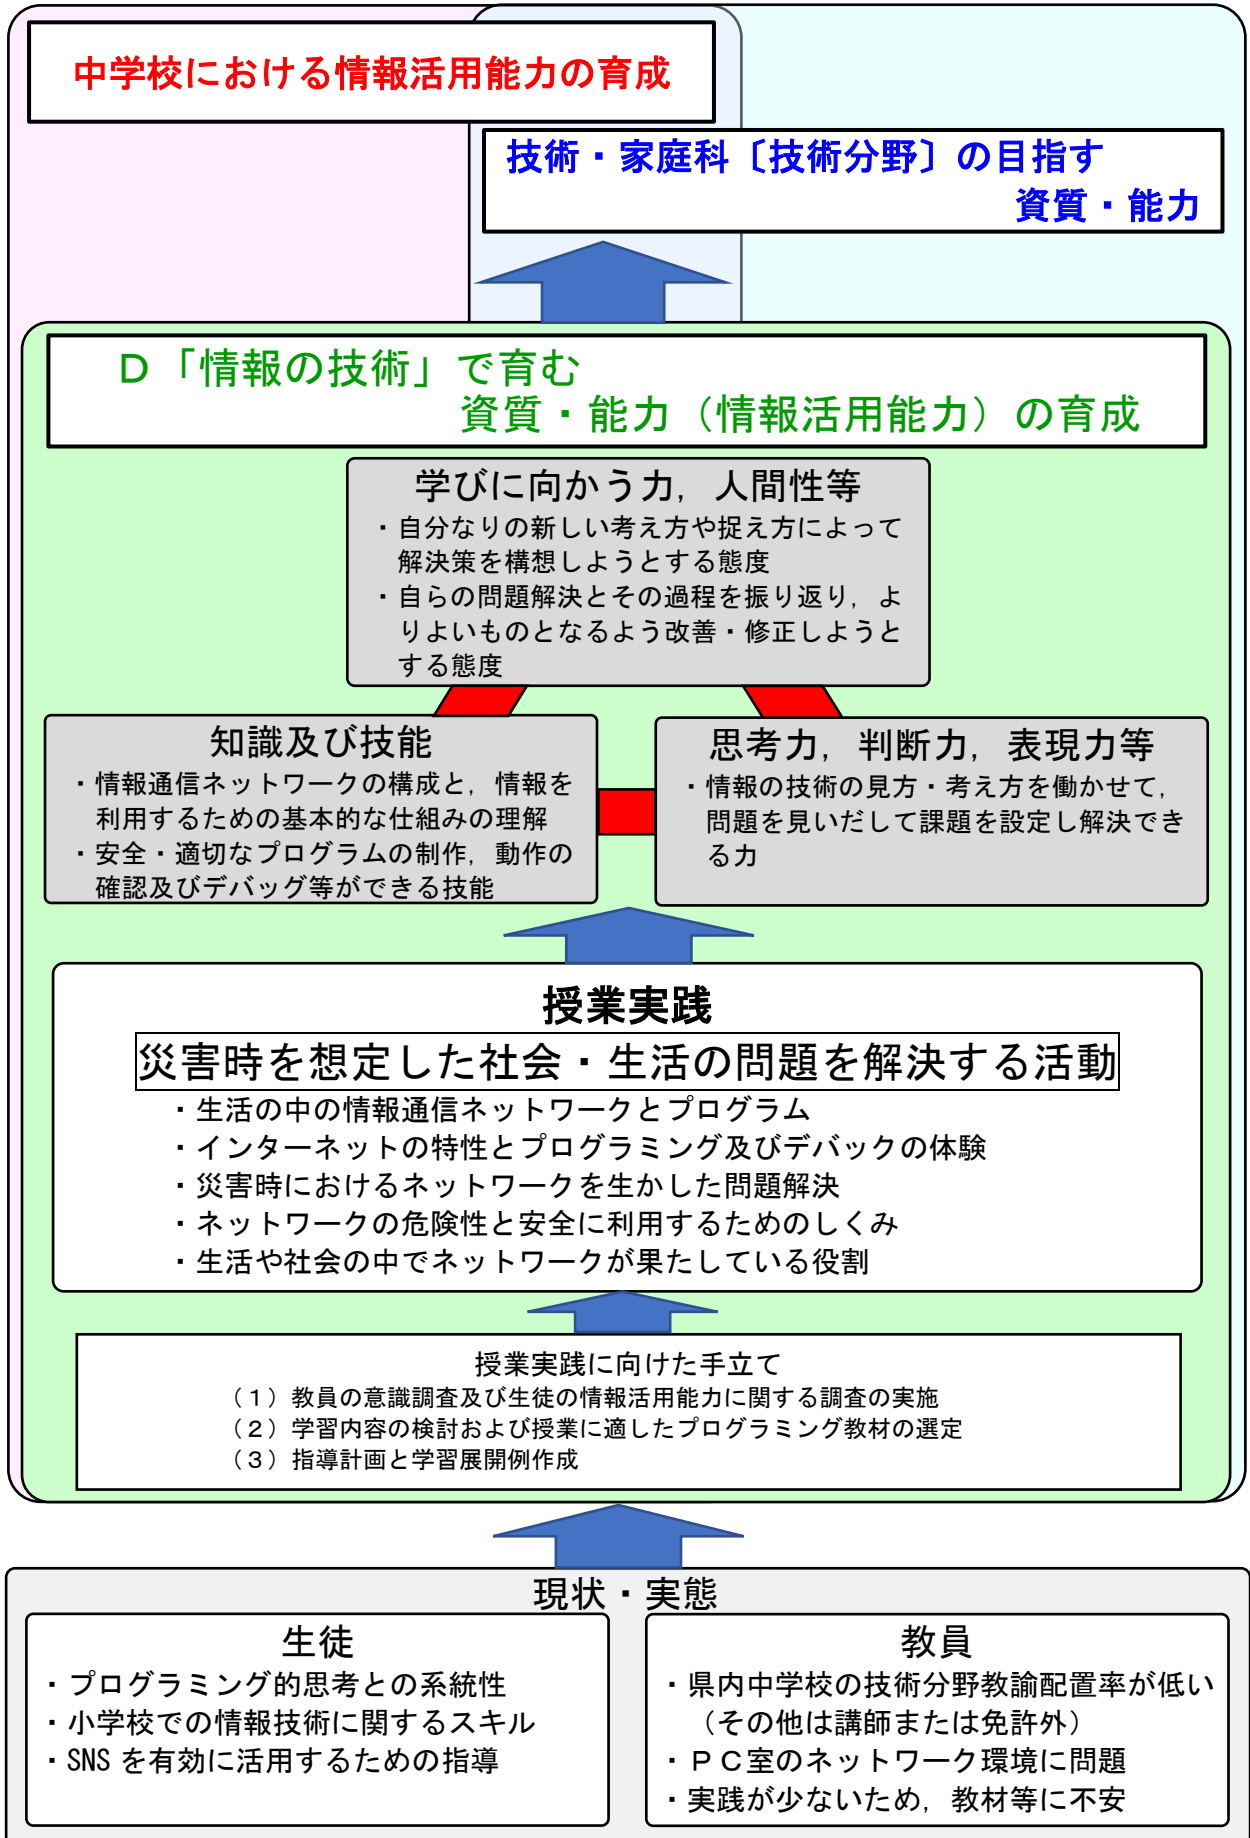 中学校における情報活用能力の育成
技術・家庭科〔技術分野〕の目指す
資質・能力
Ｄ「情報の技術」で育む
資質・能力（情報活用能力）の育成
学びに向かう力，人間性等
・自分なりの新しい考え方や捉え方によって
解決策を構想しようとする態度
・自らの問題解決とその過程を振り返り，よ
りよいものとなるよう改善・修正しようと
する態度
知識及び技能
・情報通信ネットワークの構成と，情報を
利用するための基本的な仕組みの理解
・安全・適切なプログラムの制作，動作の
確認及びデバッグ等ができる技能
思考力，判断力，表現力等
・情報の技術の見方・考え方を働かせて，
問題を見いだして課題を設定し解決でき
る力
授業実践
災害時を想定した社会・生活の問題を解決する活動
・生活の中の情報通信ネットワークとプログラム
・インターネットの特性とプログラミング及びデバックの体験
・災害時におけるネットワークを生かした問題解決
・ネットワークの危険性と安全に利用するためのしくみ
・生活や社会の中でネットワークが果たしている役割
授業実践に向けた手立て
（１）教員の意識調査及び生徒の情報活用能力に関する調査の実施
（２）学習内容の検討および授業に適したプログラミング教材の選定
（３）指導計画と学習展開例作成
現状・実態
生徒
・プログラミング的思考との系統性
・小学校での情報技術に関するスキル
・SNS を有効に活用するための指導
教員
・県内中学校の技術分野教諭配置率が低い
（その他は講師または免許外）
・ＰＣ室のネットワーク環境に問題
・実践が少ないため，教材等に不安